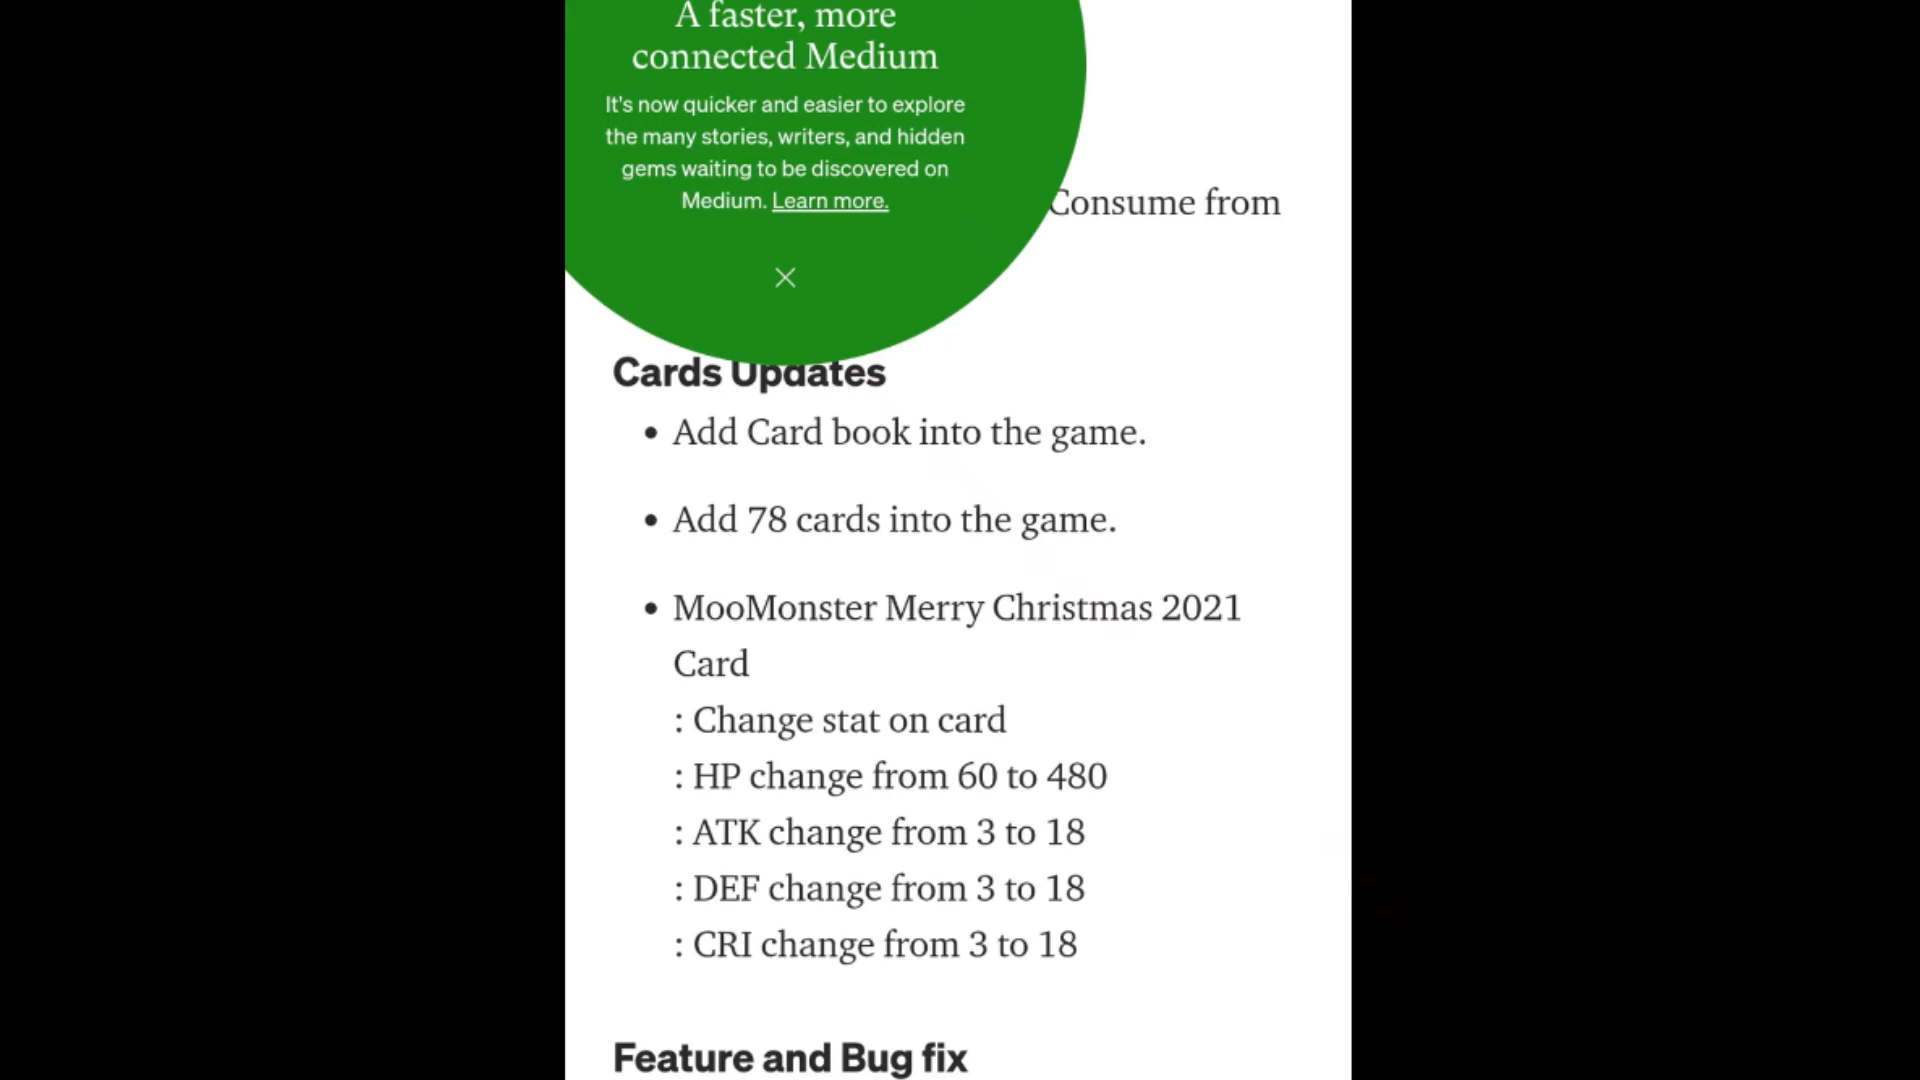 A faster, more
connected Medium
It's now quicker and easier to explore
the many stories, writers, and hidden
gems waiting to be discovered on
Medium. Learn more.
Consume from
Cards Updates
• Add Card book into the game.
• Add 78 cards into the game.
• MooMonster Merry Christmas 2021
Card
: Change stat on card
: HP change from 60 to 480
: ATK change from 3 to 18
: DEF change from 3 to 18
: CRI change from 3 to 18
Feature and Bug fix